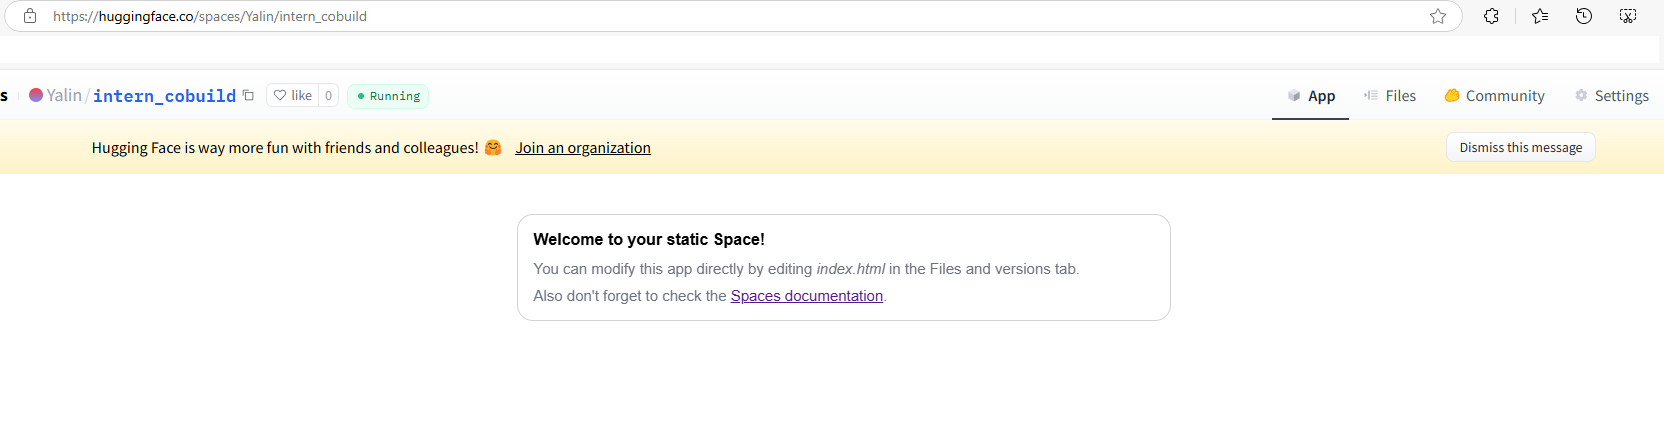 https://huggingface.co/spaces/Yalin/intern_cobuild
s Yalin/intern_cobuild like 0 Running App Files Community Settings
Hugging Face is way more fun with friends and colleagues! 🤗 Join an organization Dismiss this message
Welcome to your static Space!
You can modify this app directly by editing index.html in the Files and versions tab.
Also don't forget to check the Spaces documentation.